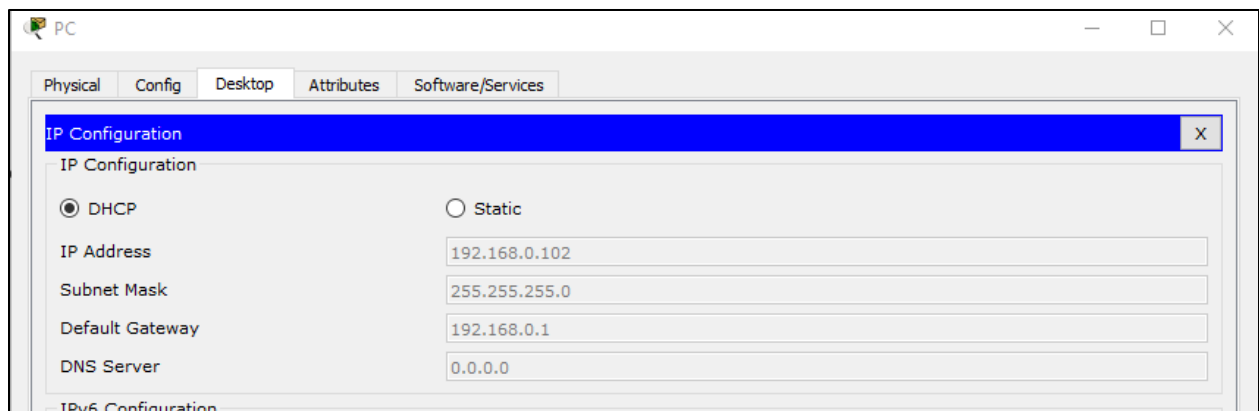 PC
Physical Config Desktop Attributes Software/Services
IP Configuration X
IP Configuration
DHCP Static
IP Address 192.168.0.102
Subnet Mask 255.255.255.0
Default Gateway 192.168.0.1
DNS Server 0.0.0.0
IPv6 Configuration